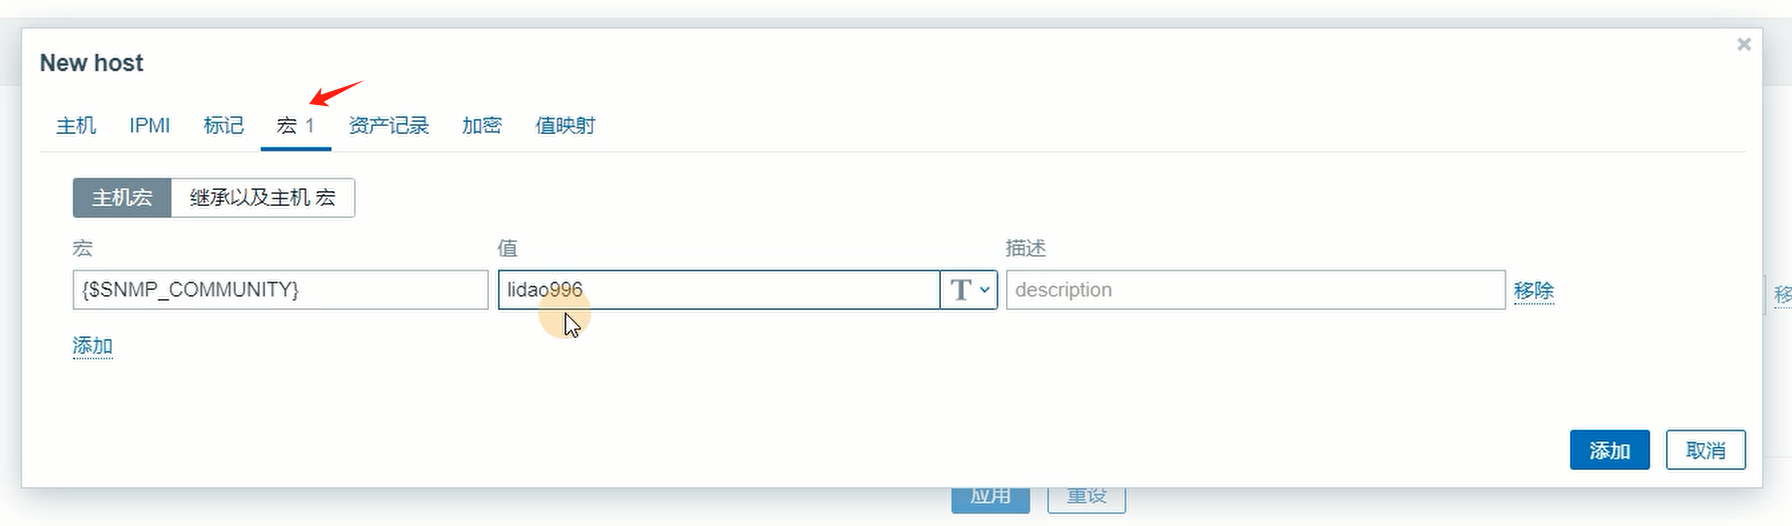 New host
主机 IPMI 标记 宏 1 资产记录 加密 值映射
主机宏 继承以及主机 宏
宏 值 描述
{$SNMP_COMMUNITY} lidao996 T description 移除
移
添加
添加 取消
应用 重设